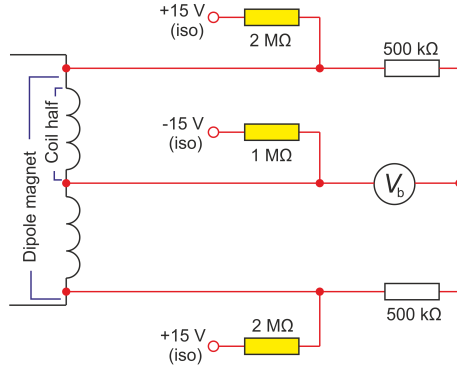 +15 V
(iso)
2 MΩ
500 kΩ
Dipole magnet
Coil half
-15 V
(iso)
1 MΩ
Vb
+15 V
(iso)
2 MΩ
500 kΩ